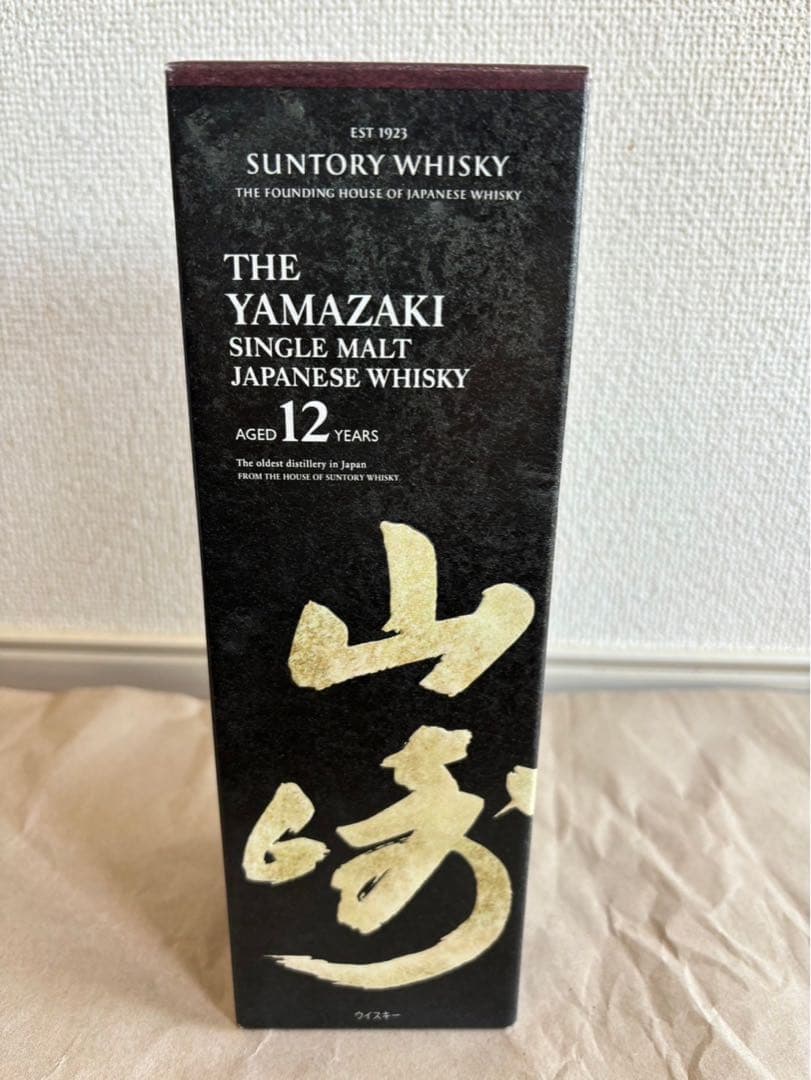 EST 1923
SUNTORY WHISKY
THE FOUNDING HOUSE OF JAPANESE WHISKY
THE
YAMAZAKI
SINGLE MALT
JAPANESE WHISKY
AGED 12 YEARS
The oldest distillery in Japan
FROM THE HOUSE OF SUNTORY WHISKY
山
崎
ウイスキー